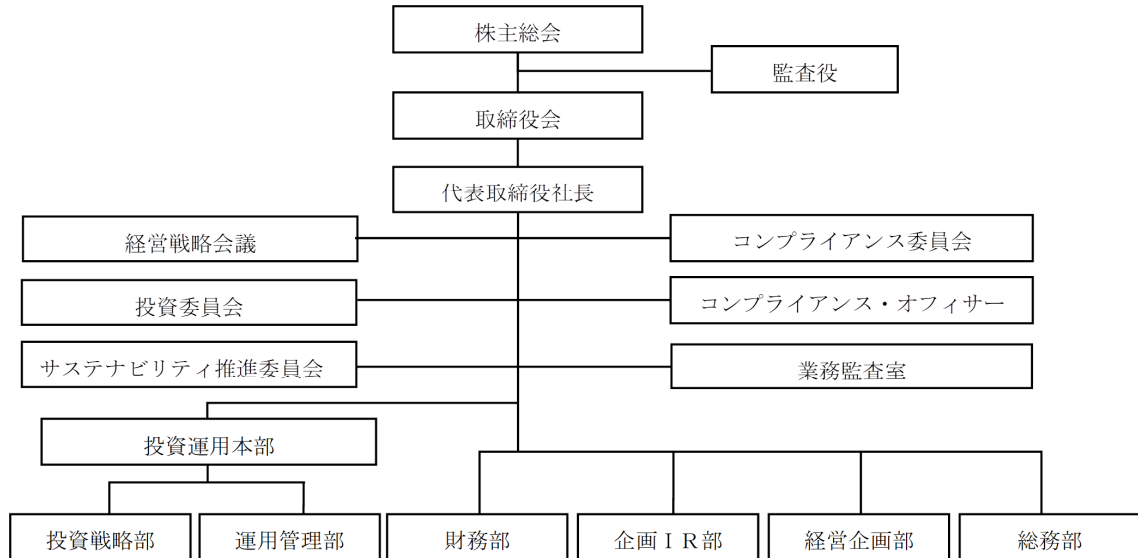 株主総会
監査役
取締役会
代表取締役社長
経営戦略会議
コンプライアンス委員会
投資委員会
コンプライアンス・オフィサー
サステナビリティ推進委員会
業務監査室
投資運用本部
投資戦略部
運用管理部
財務部
企画ＩＲ部
経営企画部
総務部